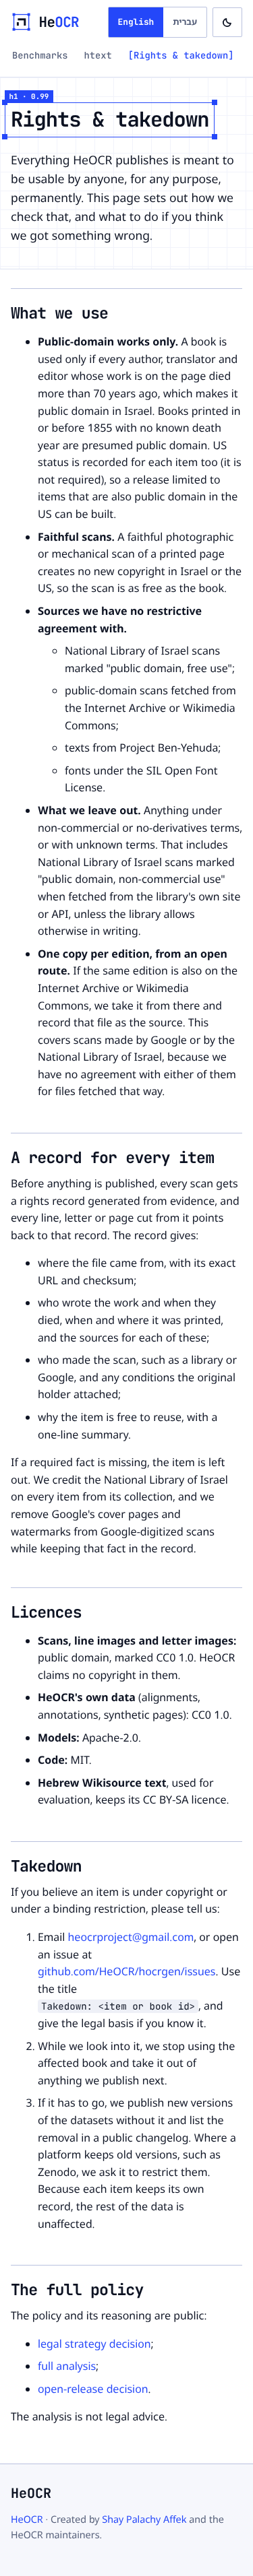 HeOCR
English
עברית
Benchmarks
htext
[Rights & takedown]
h1 · 0.99
Rights & takedown
Everything HeOCR publishes is meant to
be usable by anyone, for any purpose,
permanently. This page sets out how we
check that, and what to do if you think
we got something wrong.
What we use
• Public-domain works only. A book is
used only if every author, translator and
editor whose work is on the page died
more than 70 years ago, which makes it
public domain in Israel. Books printed in
or before 1855 with no known death
year are presumed public domain. US
status is recorded for each item too (it is
not required), so a release limited to
items that are also public domain in the
US can be built.
• Faithful scans. A faithful photographic
or mechanical scan of a printed page
creates no new copyright in Israel or the
US, so the scan is as free as the book.
• Sources we have no restrictive
agreement with.
◦ National Library of Israel scans
marked "public domain, free use";
◦ public-domain scans fetched from
the Internet Archive or Wikimedia
Commons;
◦ texts from Project Ben-Yehuda;
◦ fonts under the SIL Open Font
License.
• What we leave out. Anything under
non-commercial or no-derivatives terms,
or with unknown terms. That includes
National Library of Israel scans marked
"public domain, non-commercial use"
when fetched from the library's own site
or API, unless the library allows
otherwise in writing.
• One copy per edition, from an open
route. If the same edition is also on the
Internet Archive or Wikimedia
Commons, we take it from there and
record that file as the source. This
covers scans made by Google or by the
National Library of Israel, because we
have no agreement with either of them
for files fetched that way.
A record for every item
Before anything is published, every scan gets
a rights record generated from evidence, and
every line, letter or page cut from it points
back to that record. The record gives:
• where the file came from, with its exact
URL and checksum;
• who wrote the work and when they
died, when and where it was printed,
and the sources for each of these;
• who made the scan, such as a library or
Google, and any conditions the original
holder attached;
• why the item is free to reuse, with a
one-line summary.
If a required fact is missing, the item is left
out. We credit the National Library of Israel
on every item from its collection, and we
remove Google's cover pages and
watermarks from Google-digitized scans
while keeping that fact in the record.
Licences
• Scans, line images and letter images:
public domain, marked CC0 1.0. HeOCR
claims no copyright in them.
• HeOCR's own data (alignments,
annotations, synthetic pages): CC0 1.0.
• Models: Apache-2.0.
• Code: MIT.
• Hebrew Wikisource text, used for
evaluation, keeps its CC BY-SA licence.
Takedown
If you believe an item is under copyright or
under a binding restriction, please tell us:
1. Email heocrproject@gmail.com, or open
an issue at
github.com/HeOCR/hocrgen/issues. Use
the title
Takedown: <item or book id>, and
give the legal basis if you know it.
2. While we look into it, we stop using the
affected book and take it out of
anything we publish next.
3. If it has to go, we publish new versions
of the datasets without it and list the
removal in a public changelog. Where a
platform keeps old versions, such as
Zenodo, we ask it to restrict them.
Because each item keeps its own
record, the rest of the data is
unaffected.
The full policy
The policy and its reasoning are public:
• legal strategy decision;
• full analysis;
• open-release decision.
The analysis is not legal advice.
HeOCR
HeOCR · Created by Shay Palachy Affek and the
HeOCR maintainers.